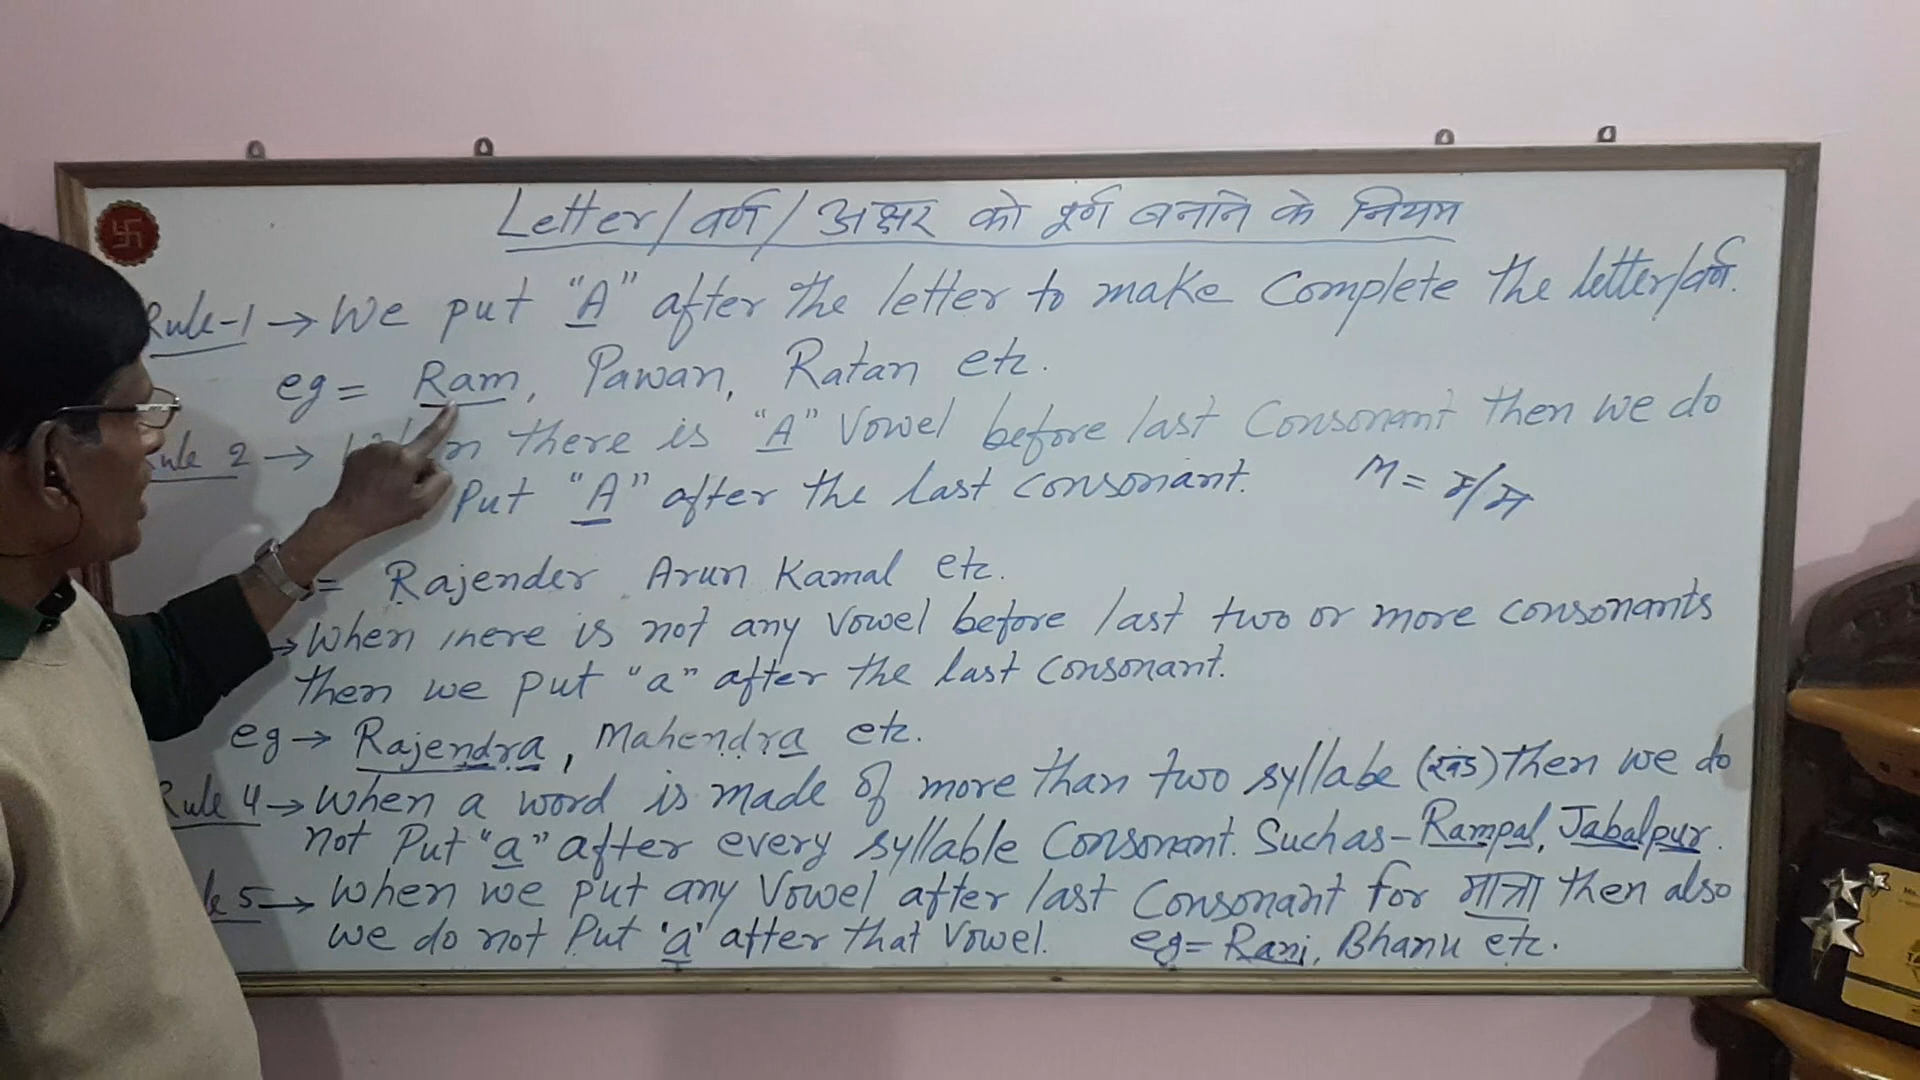 Letter/वर्ण/अक्षर को पूर्ण बनाने के नियम
Rule-1 → We put "A" after the letter to make Complete the letter/वर्ण.
eg = Ram, Pawan, Ratan etc.
Rule 2 → there is "A" Vowel before last Consonant then we do
Put "A" after the last consonant. M = म्/म
= Rajender Arun Kamal etc.
→ When there is not any vowel before last two or more consonants
then we put "a" after the last consonant.
eg → Rajendra, Mahendra etc.
Rule 4 → When a word is made of more than two syllabe (खंड) then we do
not Put "a" after every syllable Consonant. Such as - Rampal, Jabalpur.
5 → When we put any Vowel after last Consonant for मात्रा then also
we do not Put 'a' after that Vowel. eg = Rani, Bhanu etc.